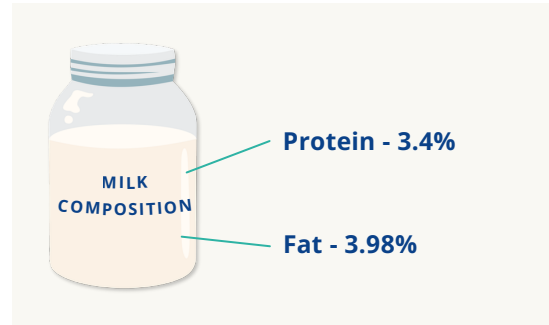 MILK
COMPOSITION
Protein - 3.4%
Fat - 3.98%